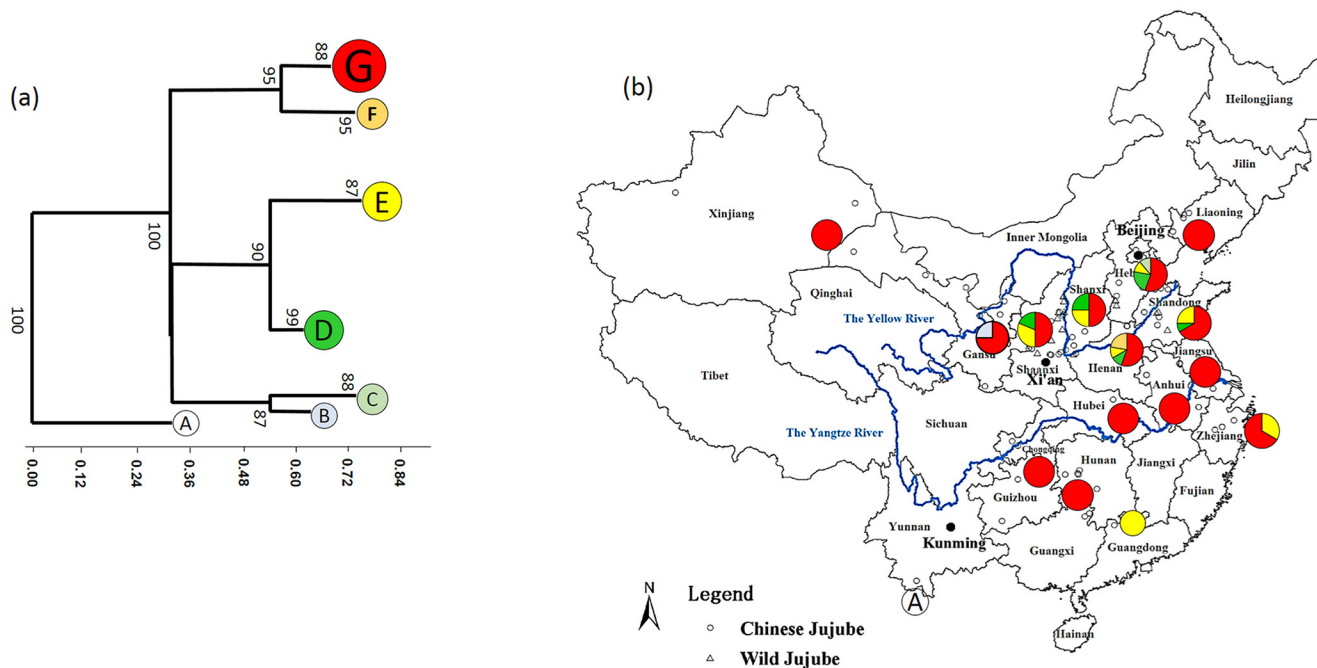 (a)
88
G
95
F
95
87
E
100
90
99
D
88
C
87
B
100
A
0.00
0.12
0.24
0.36
0.48
0.60
0.72
0.84
(b)
Heilongjiang
Jilin
Liaoning
Xinjiang
Beijing
Inner Mongolia
Heb
Qinghai
Shanxi
Shandong
The Yellow River
Gansu
Shaanxi
Henan
Jiangsu
Xi'an
Tibet
Anhui
Hubei
Sichuan
Zhejiang
The Yangtze River
Chongqing
Hunan
Jiangxi
Guizhou
Fujian
Yunnan
Kunming
Guangdong
Guangxi
A
N
Legend
Chinese Jujube
Wild Jujube
Hainan